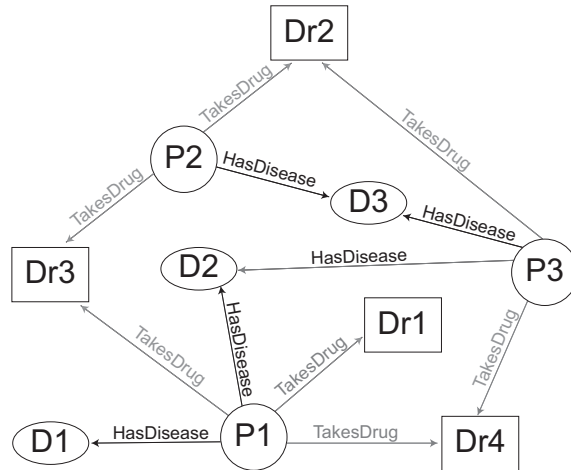 Dr2
TakesDrug
TakesDrug
P2
HasDisease
TakesDrug
D3
HasDisease
Dr3
D2
HasDisease
P3
HasDisease
Dr1
TakesDrug
TakesDrug
TakesDrug
D1
HasDisease
P1
TakesDrug
Dr4